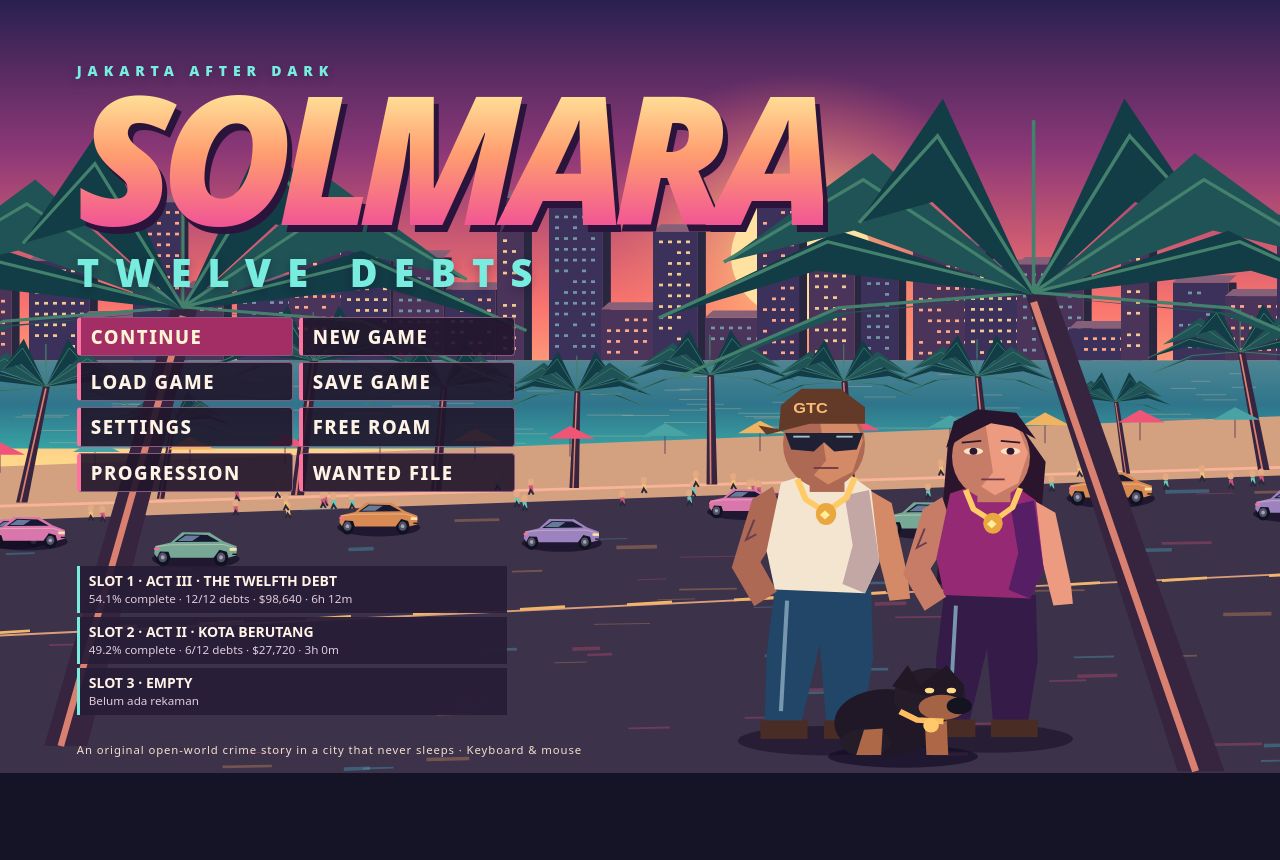 JAKARTA AFTER DARK
SOLMARA
TWELVE DEBTS
CONTINUE
NEW GAME
LOAD GAME
SAVE GAME
SETTINGS
FREE ROAM
PROGRESSION
WANTED FILE
GTC
SLOT 1 · ACT III · THE TWELFTH DEBT
54.1% complete · 12/12 debts · $98,640 · 6h 12m
SLOT 2 · ACT II · KOTA BERUTANG
49.2% complete · 6/12 debts · $27,720 · 3h 0m
SLOT 3 · EMPTY
Belum ada rekaman
An original open-world crime story in a city that never sleeps · Keyboard & mouse